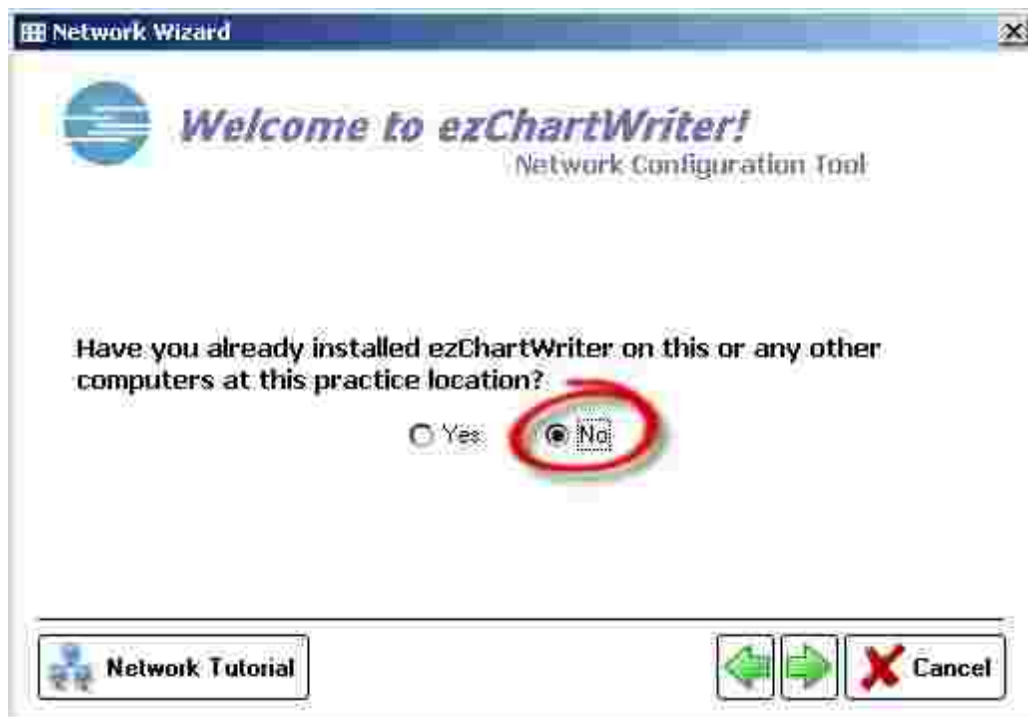 Network Wizard
Welcome to ezChartWriter!
Network Configuration Tool
Have you already installed ezChartWriter on this or any other
computers at this practice location?
Yes No
Network Tutorial Cancel